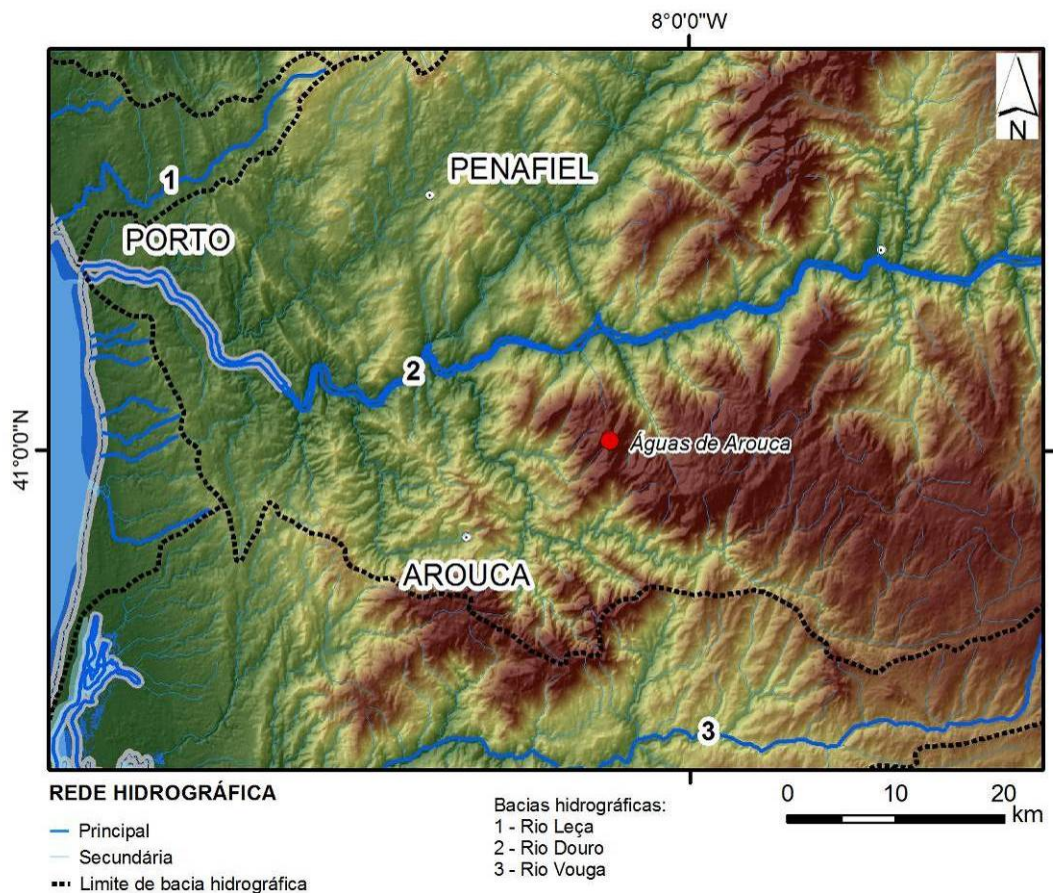 8°0'0"W
N
PENAFIEL
1
PORTO
2
41°0'0"N
Águas de Arouca
AROUCA
3
REDE HIDROGRÁFICA
Principal
Secundária
Limite de bacia hidrográfica
Bacias hidrográficas:
1 - Rio Leça
2 - Rio Douro
3 - Rio Vouga
0 10 20
km